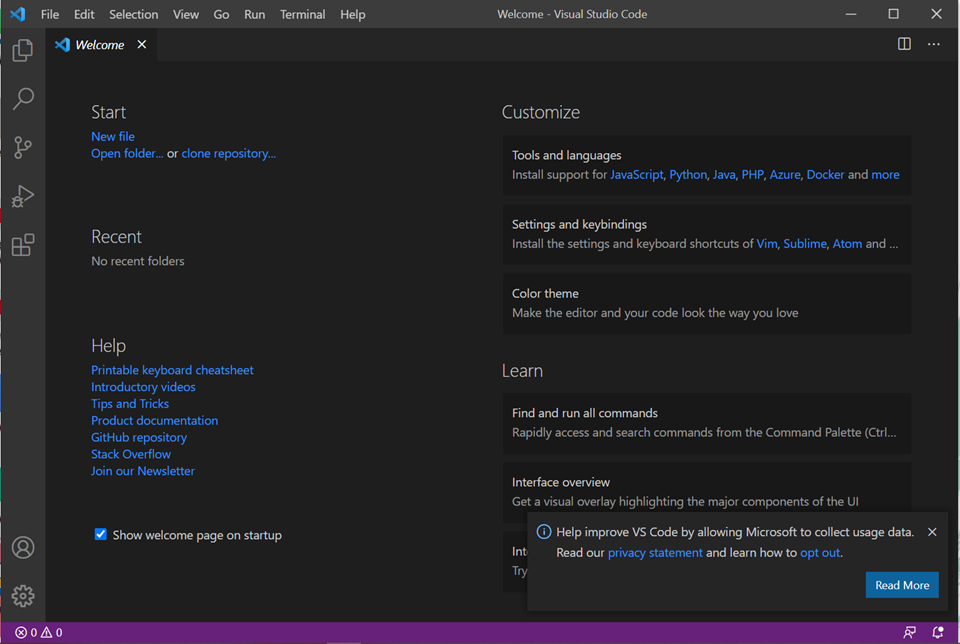 File Edit Selection View Go Run Terminal Help Welcome - Visual Studio Code
Welcome
Start
New file
Open folder... or clone repository...
Recent
No recent folders
Help
Printable keyboard cheatsheet
Introductory videos
Tips and Tricks
Product documentation
GitHub repository
Stack Overflow
Join our Newsletter
Show welcome page on startup
Customize
Tools and languages
Install support for JavaScript, Python, Java, PHP, Azure, Docker and more
Settings and keybindings
Install the settings and keyboard shortcuts of Vim, Sublime, Atom and ...
Color theme
Make the editor and your code look the way you love
Learn
Find and run all commands
Rapidly access and search commands from the Command Palette (Ctrl...
Interface overview
Get a visual overlay highlighting the major components of the UI
Try
Help improve VS Code by allowing Microsoft to collect usage data.
Read our privacy statement and learn how to opt out.
Read More
0 0